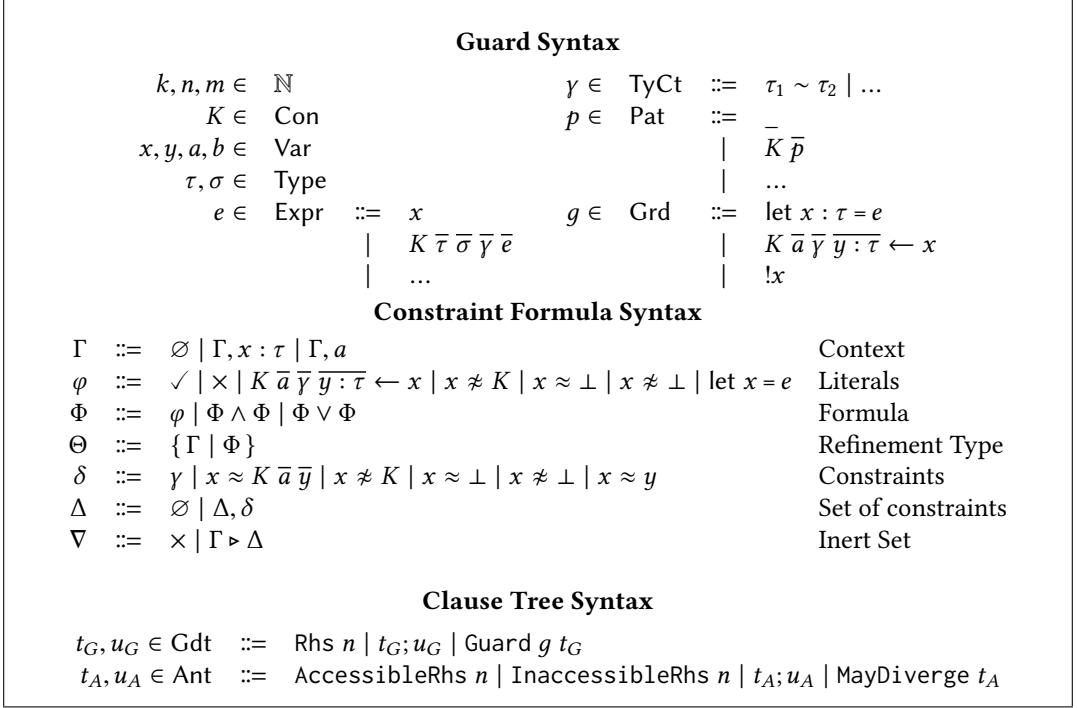 Guard Syntax
k, n, m ∈ ℕ γ ∈ TyCt ::= τ₁ ∼ τ₂ | ...
K ∈ Con p ∈ Pat ::= _
x, y, a, b ∈ Var | K p̅
τ, σ ∈ Type | ...
e ∈ Expr ::= x g ∈ Grd ::= let x : τ = e
| K τ̅ σ̅ γ̅ e̅ | K a̅ γ̅ y̅ ̅:̅ ̅τ̅ ← x
| ... | !x
Constraint Formula Syntax
Γ ::= ∅ | Γ, x : τ | Γ, a Context
φ ::= ✓ | × | K a̅ γ̅ y̅ ̅:̅ ̅τ̅ ← x | x ≉ K | x ≈ ⊥ | x ≉ ⊥ | let x = e Literals
Φ ::= φ | Φ ∧ Φ | Φ ∨ Φ Formula
Θ ::= { Γ | Φ } Refinement Type
δ ::= γ | x ≈ K a̅ y̅ | x ≉ K | x ≈ ⊥ | x ≉ ⊥ | x ≈ y Constraints
Δ ::= ∅ | Δ, δ Set of constraints
∇ ::= × | Γ ▹ Δ Inert Set
Clause Tree Syntax
t_G, u_G ∈ Gdt ::= Rhs n | t_G; u_G | Guard g t_G
t_A, u_A ∈ Ant ::= AccessibleRhs n | InaccessibleRhs n | t_A; u_A | MayDiverge t_A